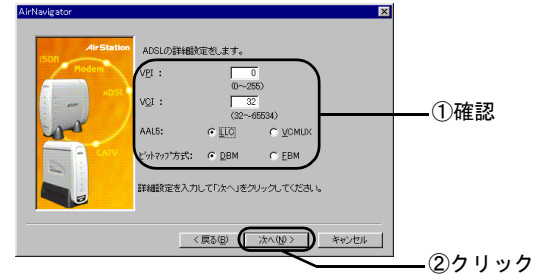 AirNavigator
AirStation
ISDN
Modem
xDSL
CATV
ADSLの詳細設定をします。
VPI :
0
(0～255)
VCI :
32
(32～65534)
AAL5:
LLC
VCMUX
ﾋﾞｯﾄﾏｯﾌﾟ方式:
DBM
FBM
詳細設定を入力して「次へ」をクリックしてください。
< 戻る(B)
次へ(N) >
キャンセル
①確認
②クリック